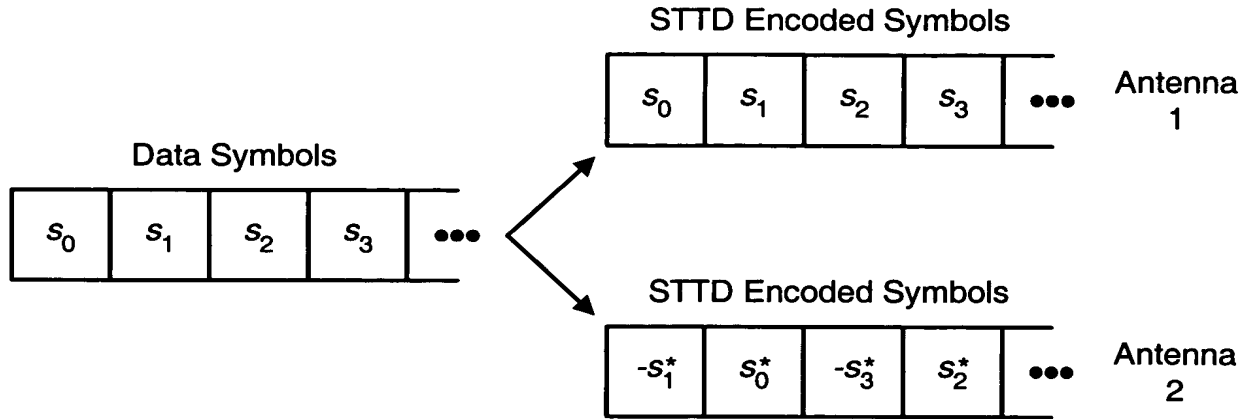 STTD Encoded Symbols
s₀ s₁ s₂ s₃ ••• Antenna 1
Data Symbols
s₀ s₁ s₂ s₃ •••
STTD Encoded Symbols
-s₁* s₀* -s₃* s₂* ••• Antenna 2